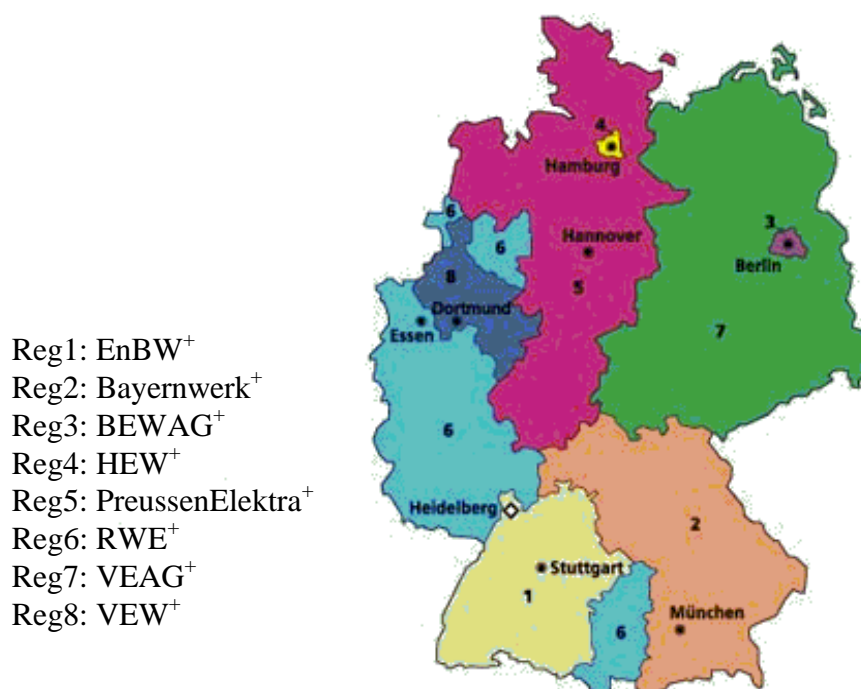 Reg1: EnBW⁺
Reg2: Bayernwerk⁺
Reg3: BEWAG⁺
Reg4: HEW⁺
Reg5: PreussenElektra⁺
Reg6: RWE⁺
Reg7: VEAG⁺
Reg8: VEW⁺
4
Hamburg
6
6
Hannover
3
Berlin
8
5
Dortmund
Essen
7
6
Heidelberg
2
Stuttgart
1
München
6